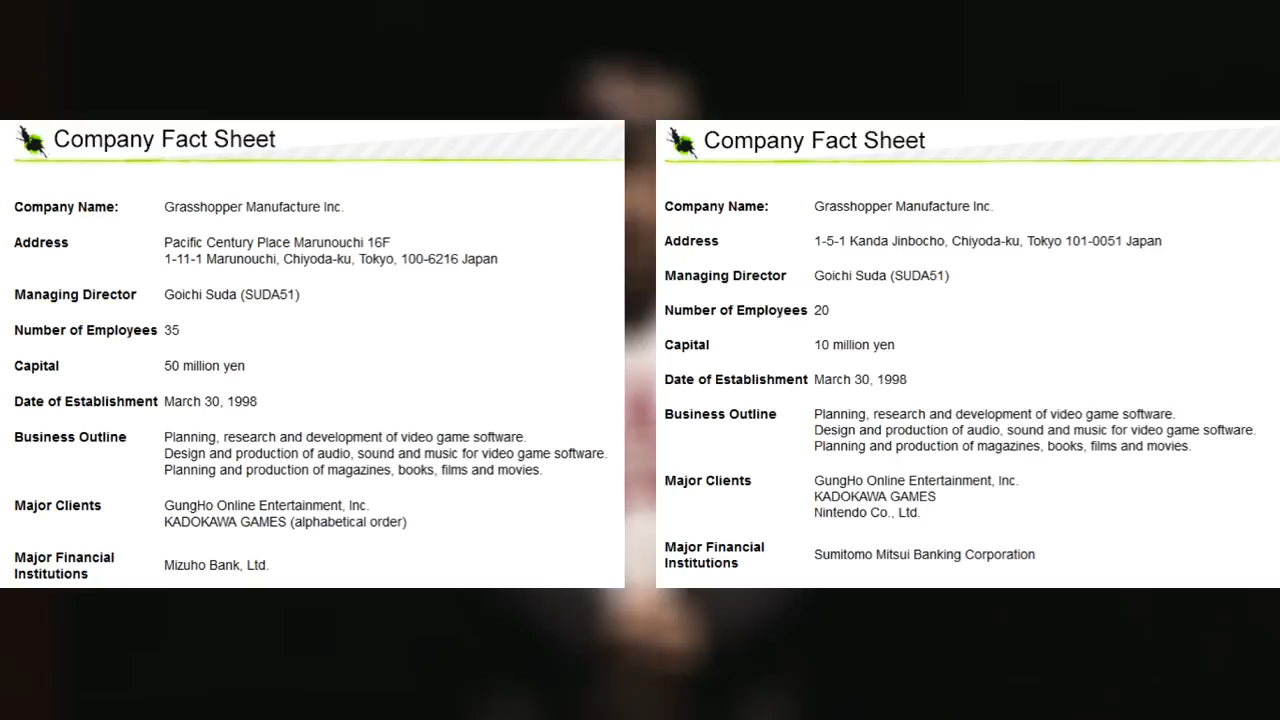 Company Fact Sheet
Company Name: Grasshopper Manufacture Inc.
Address Pacific Century Place Marunouchi 16F
1-11-1 Marunouchi, Chiyoda-ku, Tokyo, 100-6216 Japan
Managing Director Goichi Suda (SUDA51)
Number of Employees 35
Capital 50 million yen
Date of Establishment March 30, 1998
Business Outline Planning, research and development of video game software.
Design and production of audio, sound and music for video game software.
Planning and production of magazines, books, films and movies.
Major Clients GungHo Online Entertainment, Inc.
KADOKAWA GAMES (alphabetical order)
Major Financial
Institutions Mizuho Bank, Ltd.
Company Fact Sheet
Company Name: Grasshopper Manufacture Inc.
Address 1-5-1 Kanda Jinbocho, Chiyoda-ku, Tokyo 101-0051 Japan
Managing Director Goichi Suda (SUDA51)
Number of Employees 20
Capital 10 million yen
Date of Establishment March 30, 1998
Business Outline Planning, research and development of video game software.
Design and production of audio, sound and music for video game software.
Planning and production of magazines, books, films and movies.
Major Clients GungHo Online Entertainment, Inc.
KADOKAWA GAMES
Nintendo Co., Ltd.
Major Financial
Institutions Sumitomo Mitsui Banking Corporation